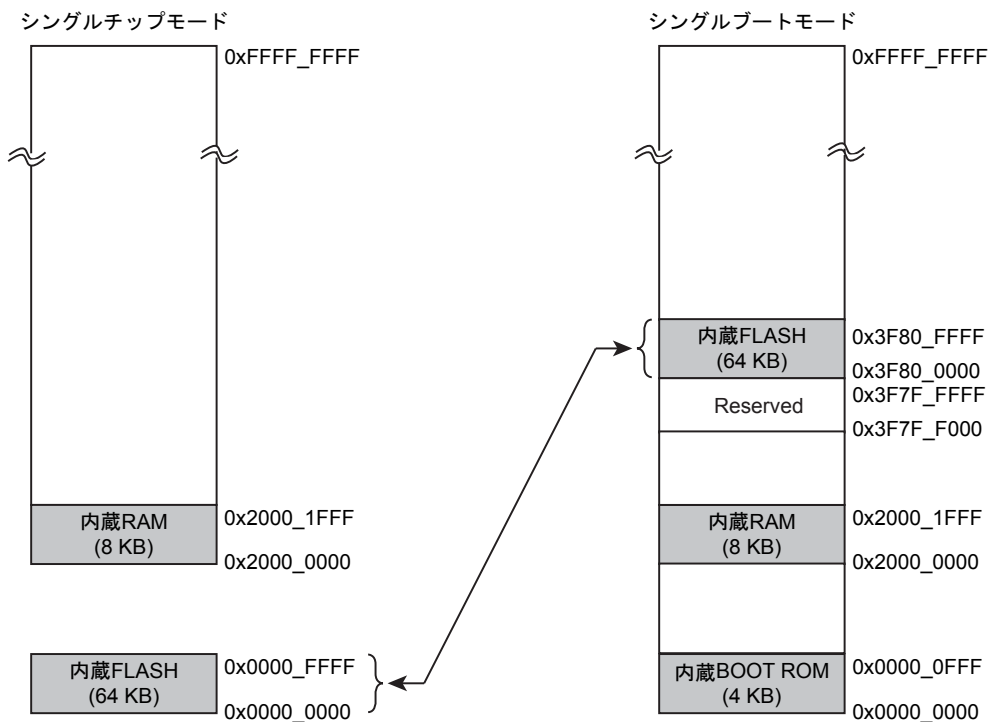 シングルチップモード
0xFFFF_FFFF
内蔵RAM
(8 KB)
0x2000_1FFF
0x2000_0000
内蔵FLASH
(64 KB)
0x0000_FFFF
0x0000_0000
シングルブートモード
0xFFFF_FFFF
内蔵FLASH
(64 KB)
0x3F80_FFFF
0x3F80_0000
Reserved
0x3F7F_FFFF
0x3F7F_F000
内蔵RAM
(8 KB)
0x2000_1FFF
0x2000_0000
内蔵BOOT ROM
(4 KB)
0x0000_0FFF
0x0000_0000